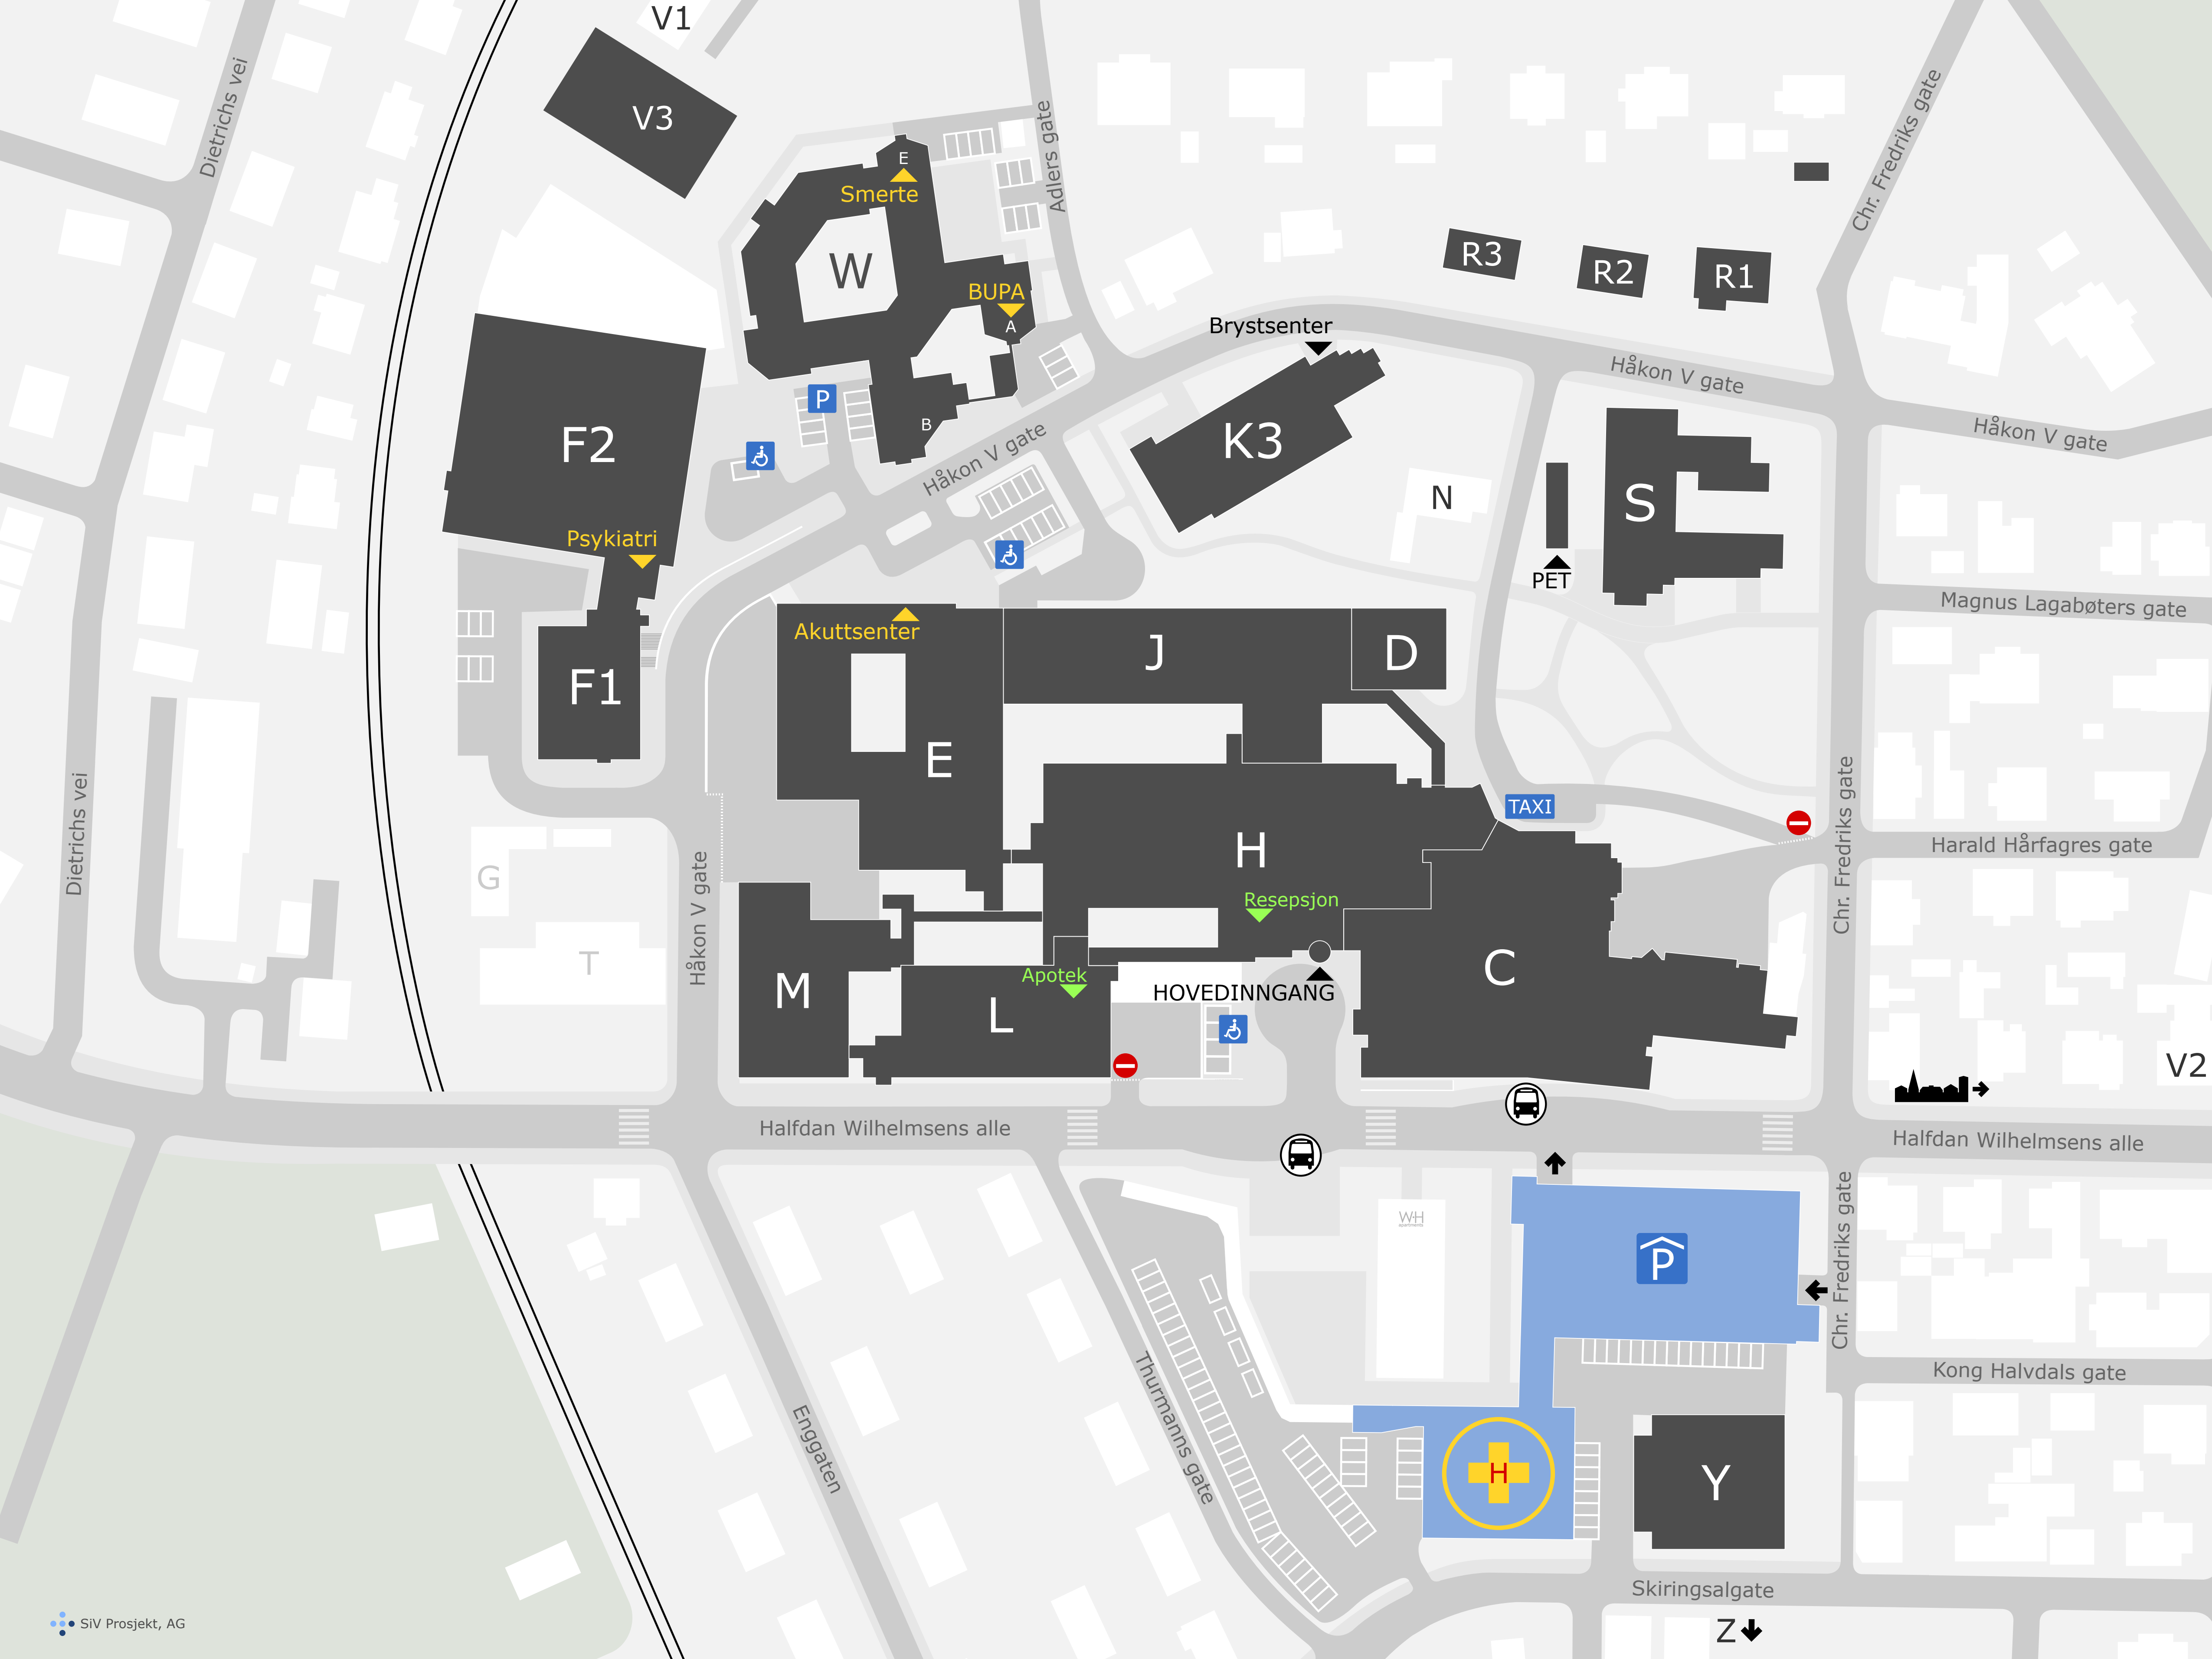 V1
V3
Dietrichs vei
Adlers gate
Chr. Fredriks gate
E
Smerte
W
BUPA
A
R3
R2
R1
Brystsenter
Håkon V gate
Håkon V gate
P
B
F2
Håkon V gate
K3
N
S
Psykiatri
PET
Magnus Lagabøters gate
Akuttsenter
J
D
F1
E
TAXI
Dietrichs vei
H
Chr. Fredriks gate
Harald Hårfagres gate
G
Håkon V gate
Resepsjon
T
M
Apotek
L
HOVEDINNGANG
C
V2
Halfdan Wilhelmsens alle
Halfdan Wilhelmsens alle
WH
P
Chr. Fredriks gate
Kong Halvdals gate
Enggaten
Thurmanns gate
H
Y
Skiringsalgate
Z
SiV Prosjekt, AG